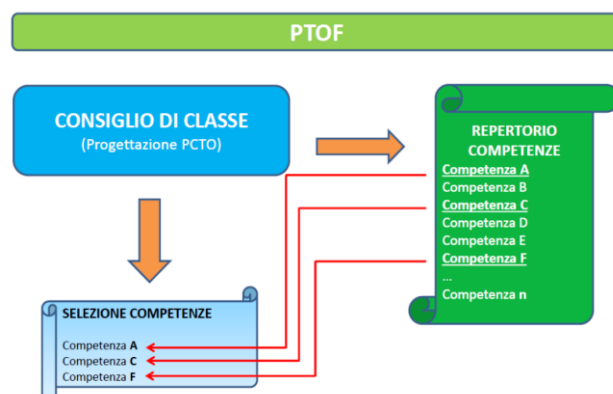 PTOF
CONSIGLIO DI CLASSE
(Progettazione PCTO)
REPERTORIO
COMPETENZE
Competenza A
Competenza B
Competenza C
Competenza D
Competenza E
Competenza F
...
Competenza n
SELEZIONE COMPETENZE
Competenza A
Competenza C
Competenza F